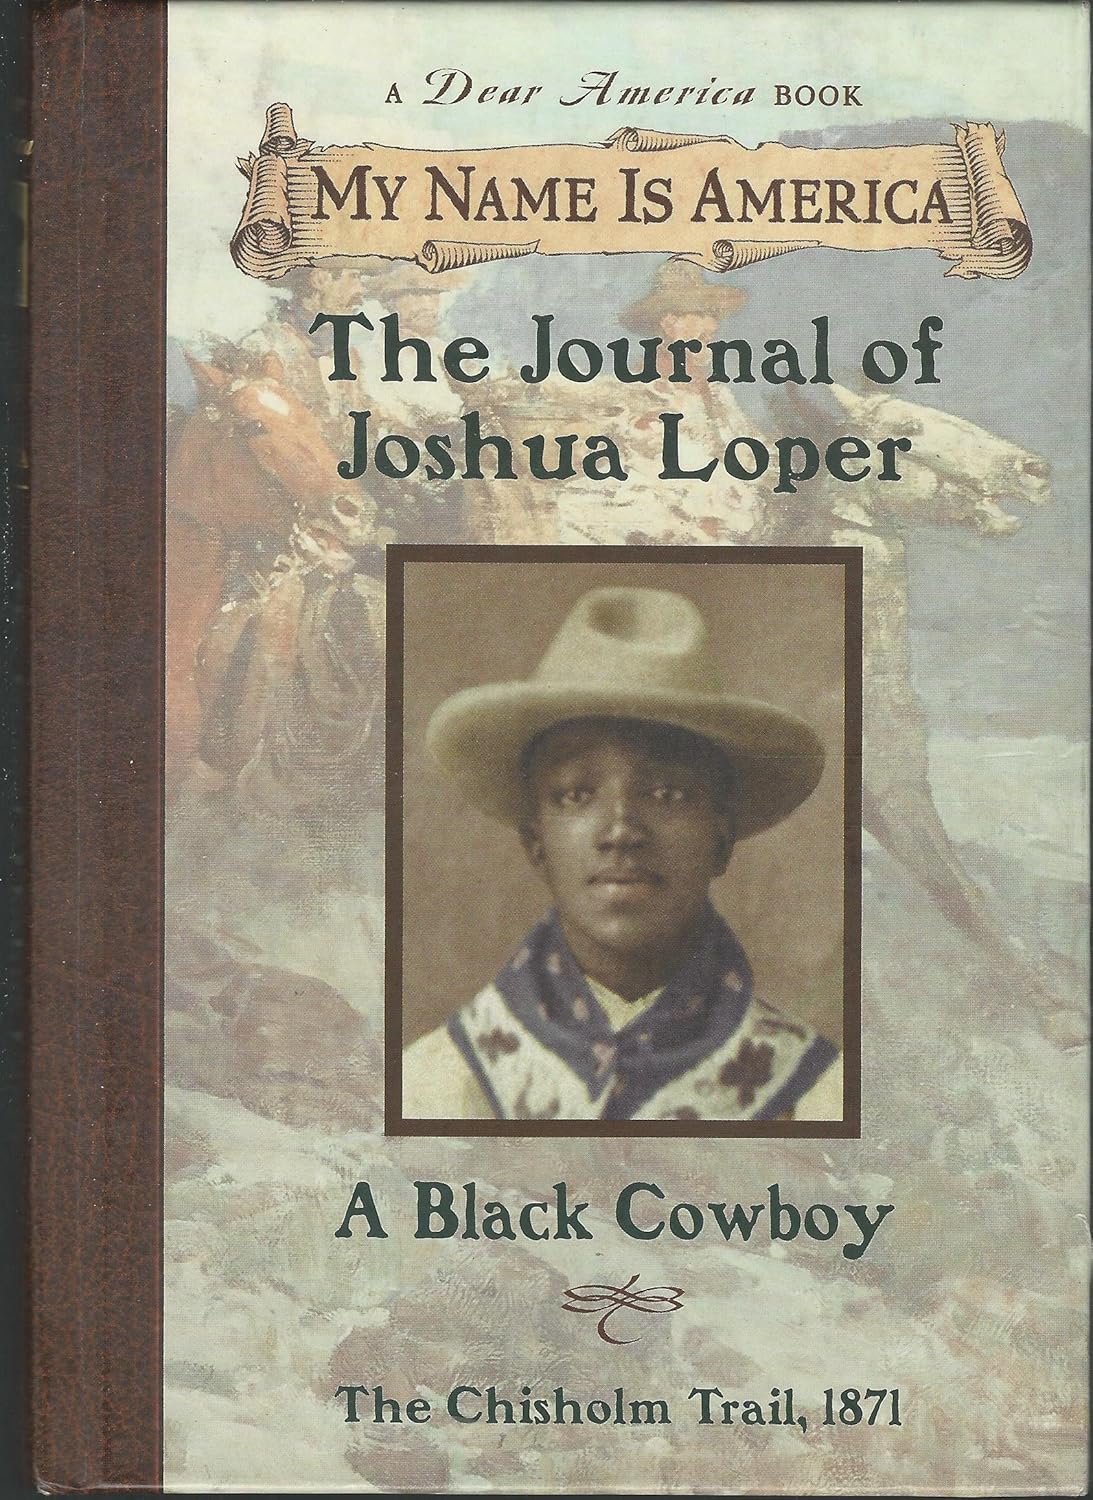 A Dear America BOOK
MY NAME IS AMERICA
The Journal of
Joshua Loper
A Black Cowboy
The Chisholm Trail, 1871